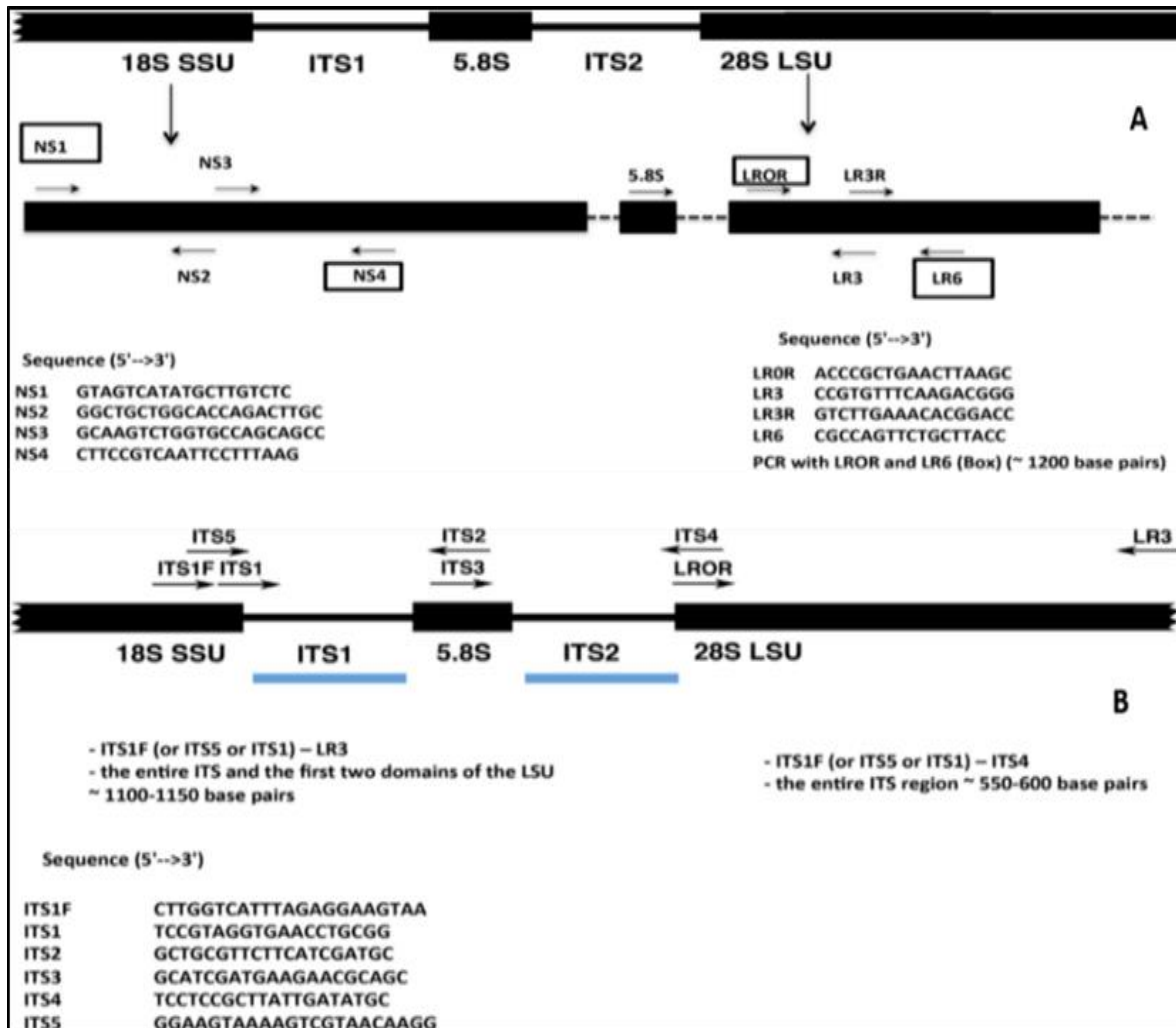 18S SSU ITS1 5.8S ITS2 28S LSU
A
NS1
NS3
5.8S
LROR
LR3R
NS2
NS4
LR3
LR6
Sequence (5'-->3')
NS1 GTAGTCATATGCTTGTCTC
NS2 GGCTGCTGGCACCAGACTTGC
NS3 GCAAGTCTGGTGCCAGCAGCC
NS4 CTTCCGTCAATTCCTTTAAG
Sequence (5'-->3')
LR0R ACCCGCTGAACTTAAGC
LR3 CCGTGTTTCAAGACGGG
LR3R GTCTTGAAACACGGACC
LR6 CGCCAGTTCTGCTTACC
PCR with LROR and LR6 (Box) (~ 1200 base pairs)
ITS5 ITS2 ITS4 LR3
ITS1F ITS1 ITS3 LROR
18S SSU ITS1 5.8S ITS2 28S LSU
B
- ITS1F (or ITS5 or ITS1) – LR3
- the entire ITS and the first two domains of the LSU
~ 1100-1150 base pairs
- ITS1F (or ITS5 or ITS1) – ITS4
- the entire ITS region ~ 550-600 base pairs
Sequence (5'-->3')
ITS1F CTTGGTCATTTAGAGGAAGTAA
ITS1 TCCGTAGGTGAACCTGCGG
ITS2 GCTGCGTTCTTCATCGATGC
ITS3 GCATCGATGAAGAACGCAGC
ITS4 TCCTCCGCTTATTGATATGC
ITS5 GGAAGTAAAAGTCGTAACAAGG